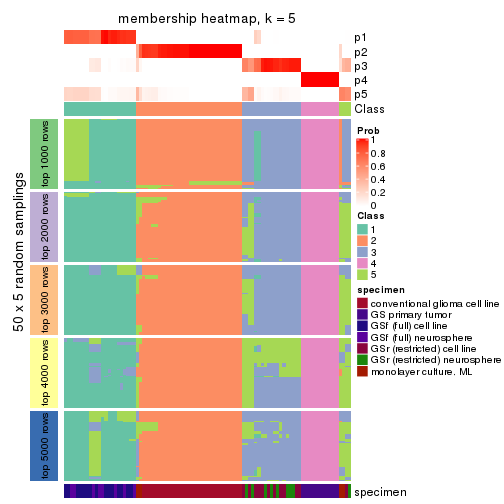 membership heatmap, k = 5
p1
p2
p3
p4
p5
Class
50 x 5 random samplings
top 1000 rows
top 2000 rows
top 3000 rows
top 4000 rows
top 5000 rows
Prob
1
0.8
0.6
0.4
0.2
0
Class
1
2
3
4
5
specimen
conventional glioma cell line
GS primary tumor
GSf (full) cell line
GSf (full) neurosphere
GSr (restricted) cell line
GSr (restricted) neurosphere
monolayer culture. ML
specimen